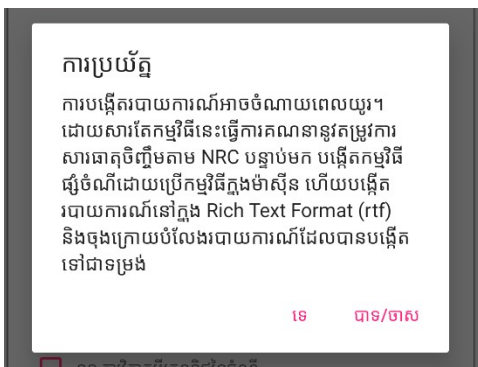 ការប្រយ័ត្ន
ការបង្កើតរបាយការណ៍អាចចំណាយពេលយូរ។
ដោយសារតែកម្មវិធីនេះធ្វើការគណនានូវតម្រូវការ
សារធាតុចិញ្ចឹមតាម NRC បន្ទាប់មក បង្កើតកម្មវិធី
ផ្សំចំណីដោយប្រើកម្មវិធីក្នុងម៉ាស៊ីន ហើយបង្កើត
របាយការណ៍នៅក្នុង Rich Text Format (rtf)
និងចុងក្រោយបំលែងរបាយការណ៍ដែលបានបង្កើត
ទៅជាទម្រង់
ទេ បាទ/ចាស